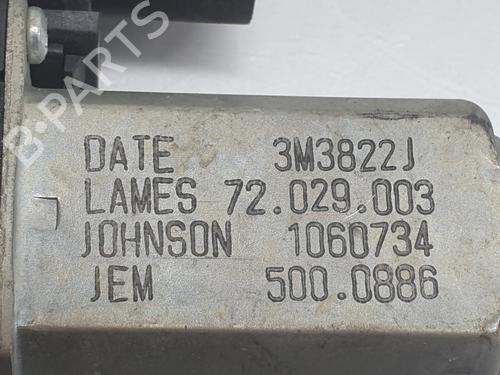 B-PARTS
DATE 3M3822J
LAMES 72.029.003
JOHNSON 1060734
JEM 500.0886